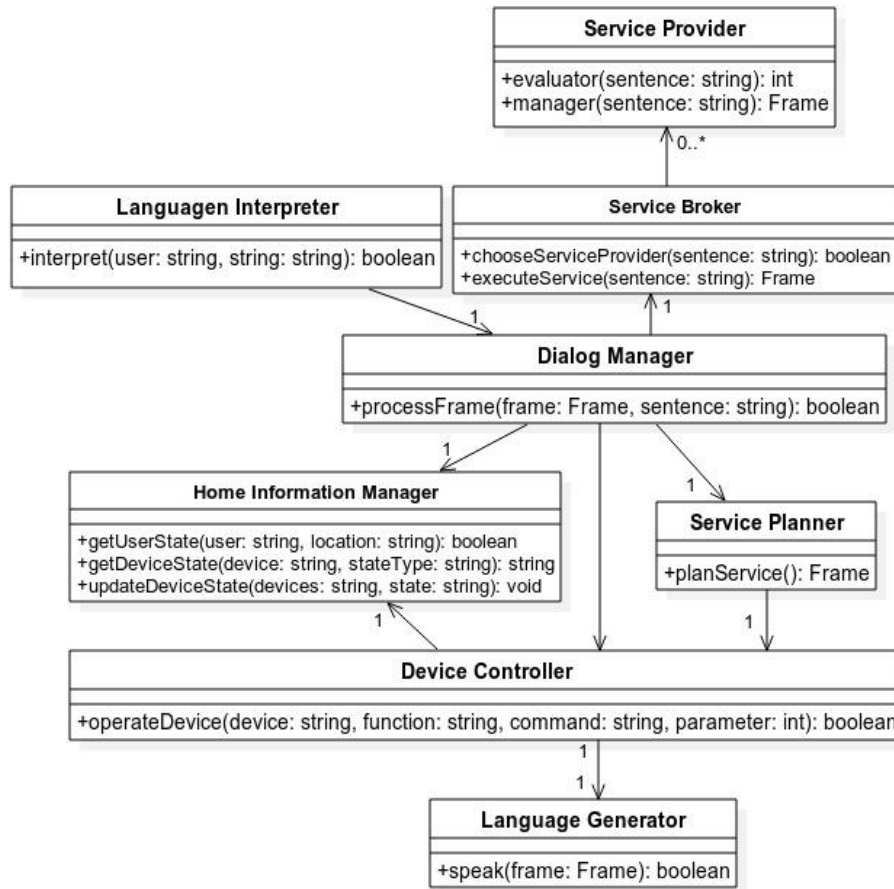 Service Provider
+evaluator(sentence: string): int
+manager(sentence: string): Frame
0..*
Languagen Interpreter
+interpret(user: string, string: string): boolean
Service Broker
+chooseServiceProvider(sentence: string): boolean
+executeService(sentence: string): Frame
1
1
Dialog Manager
+processFrame(frame: Frame, sentence: string): boolean
1
1
Home Information Manager
+getUserState(user: string, location: string): boolean
+getDeviceState(device: string, stateType: string): string
+updateDeviceState(devices: string, state: string): void
Service Planner
+planService(): Frame
1
1
Device Controller
+operateDevice(device: string, function: string, command: string, parameter: int): boolean
1
1
Language Generator
+speak(frame: Frame): boolean